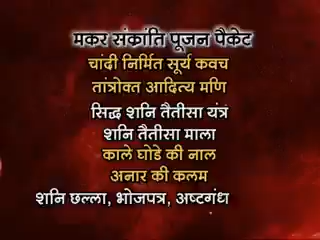 मकर संक्रांति पूजन पैकेट
चांदी निर्मित सूर्य कवच
तांत्रोक्त आदित्य मणि
सिद्ध शनि तैतीसा यंत्रं
शनि तैतीसा माला
काले घोडे की नाल
अनार की कलम
शनि छल्ला, भोजपत्र, अष्टगंध